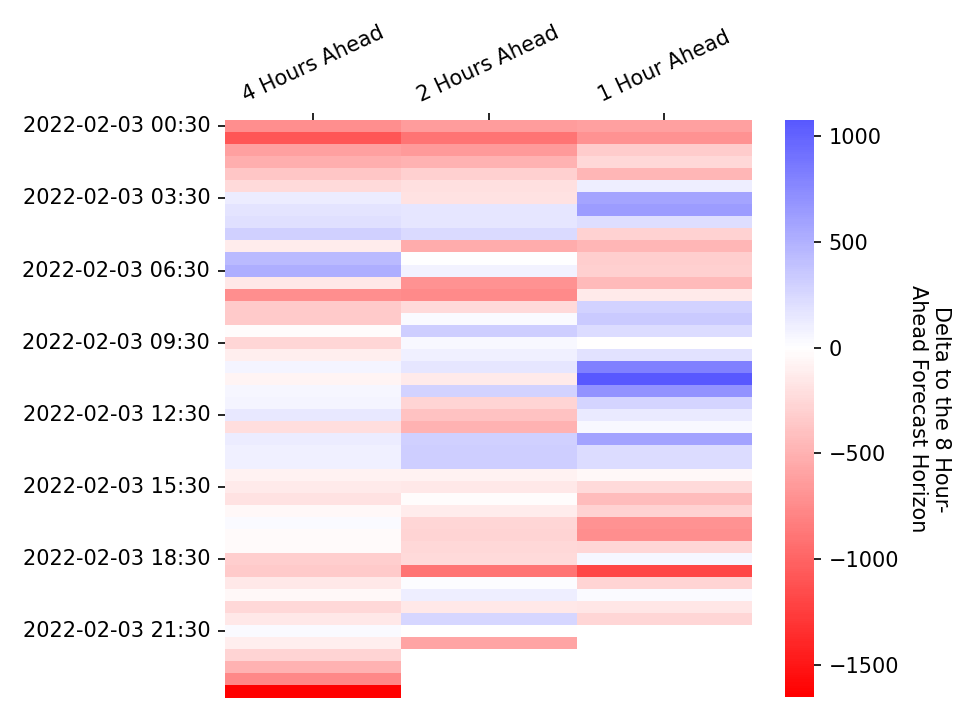 4 Hours Ahead
2 Hours Ahead
1 Hour Ahead
2022-02-03 00:30
2022-02-03 03:30
2022-02-03 06:30
2022-02-03 09:30
2022-02-03 12:30
2022-02-03 15:30
2022-02-03 18:30
2022-02-03 21:30
1000
500
0
−500
−1000
−1500
Delta to the 8 Hour-
Ahead Forecast Horizon